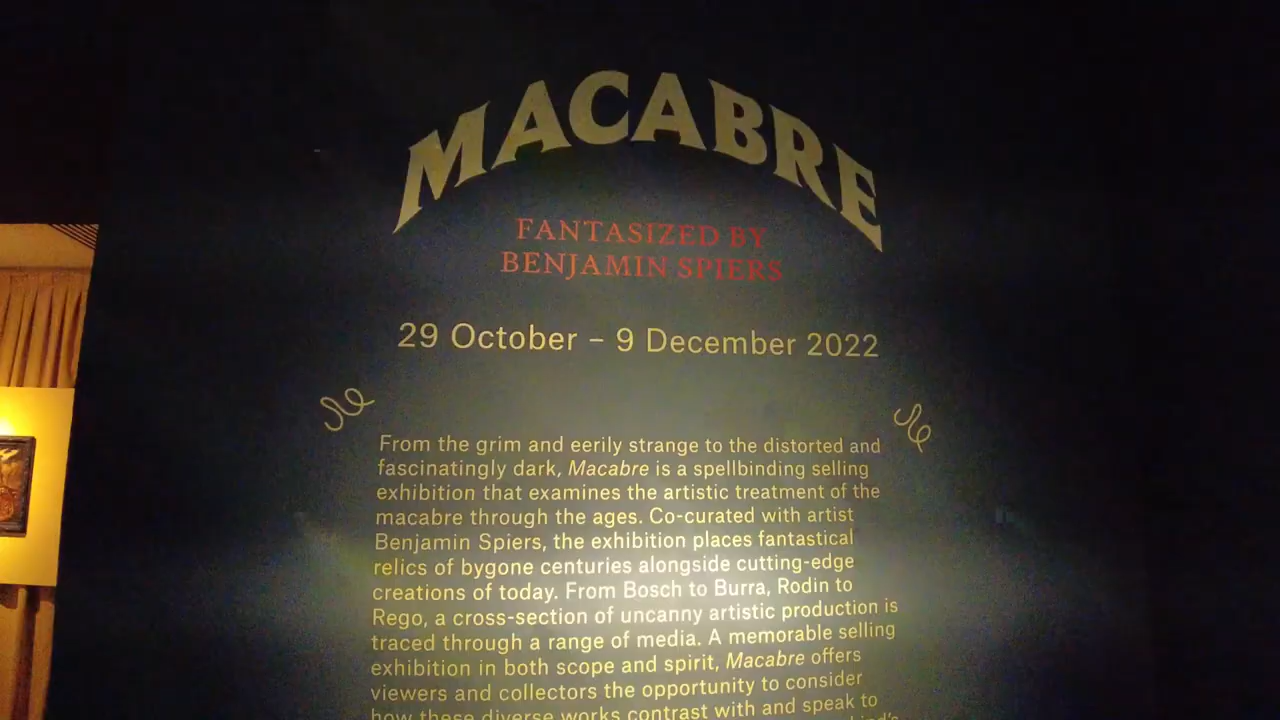 MACABRE
FANTASIZED BY
BENJAMIN SPIERS
29 October – 9 December 2022
From the grim and eerily strange to the distorted and
fascinatingly dark, Macabre is a spellbinding selling
exhibition that examines the artistic treatment of the
macabre through the ages. Co-curated with artist
Benjamin Spiers, the exhibition places fantastical
relics of bygone centuries alongside cutting-edge
creations of today. From Bosch to Burra, Rodin to
Rego, a cross-section of uncanny artistic production is
traced through a range of media. A memorable selling
exhibition in both scope and spirit, Macabre offers
viewers and collectors the opportunity to consider
how these diverse works contrast with and speak to